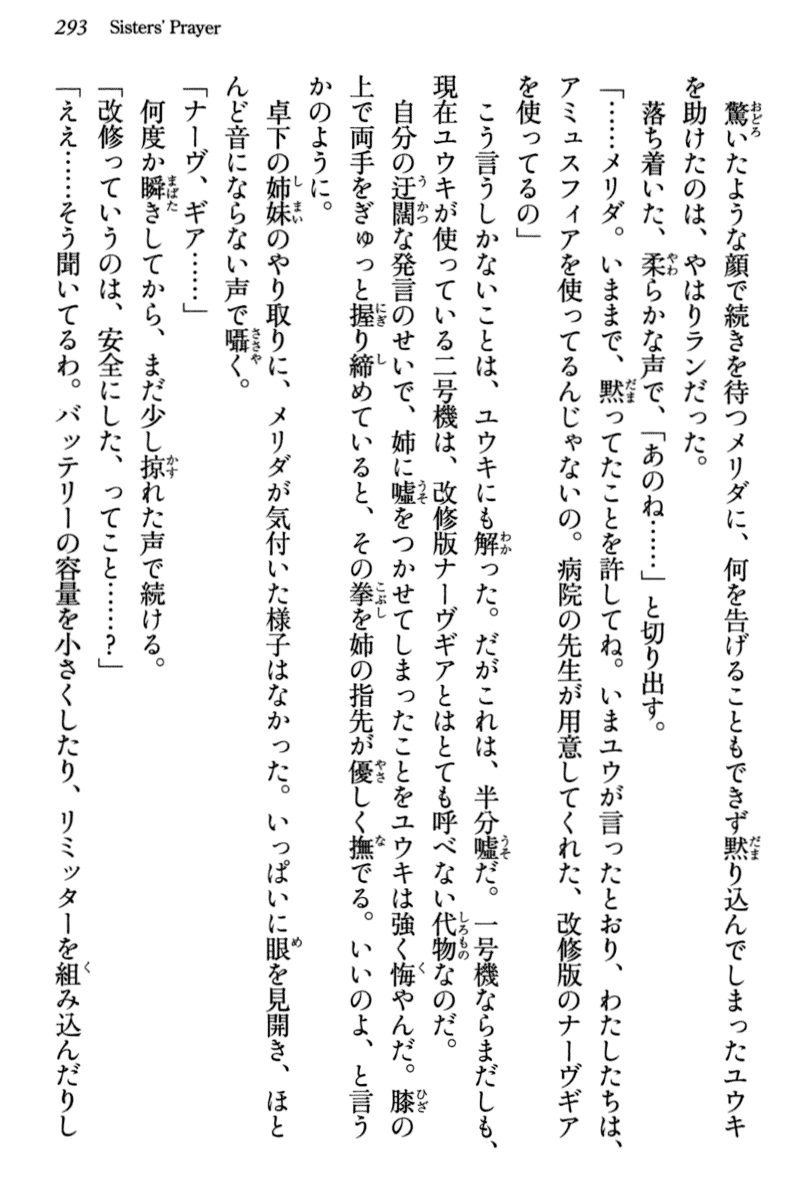 293 Sisters' Prayer
驚いたような顔で続きを待つメリダに、何を告げることもできず黙り込んでしまったユウキ
を助けたのは、やはりランだった。
落ち着いた、柔らかな声で、「あのね……」と切り出す。
「……メリダ。いままで、黙ってたことを許してね。いまユウが言ったとおり、わたしたちは、
アミュスフィアを使ってるんじゃないの。病院の先生が用意してくれた、改修版のナーヴギア
を使ってるの」
こう言うしかないことは、ユウキにも解った。だがこれは、半分嘘だ。一号機ならまだしも、
現在ユウキが使っている二号機は、改修版ナーヴギアとはとても呼べない代物なのだ。
自分の迂闊な発言のせいで、姉に嘘をつかせてしまったことをユウキは強く悔やんだ。膝の
上で両手をぎゅっと握り締めていると、その拳を姉の指先が優しく撫でる。いいのよ、と言う
かのように。
卓下の姉妹のやり取りに、メリダが気付いた様子はなかった。いっぱいに眼を見開き、ほと
んど音にならない声で囁く。
「ナーヴ、ギア……」
何度か瞬きしてから、まだ少し掠れた声で続ける。
「改修っていうのは、安全にした、ってこと……?」
「ええ……そう聞いてるわ。バッテリーの容量を小さくしたり、リミッターを組み込んだりし